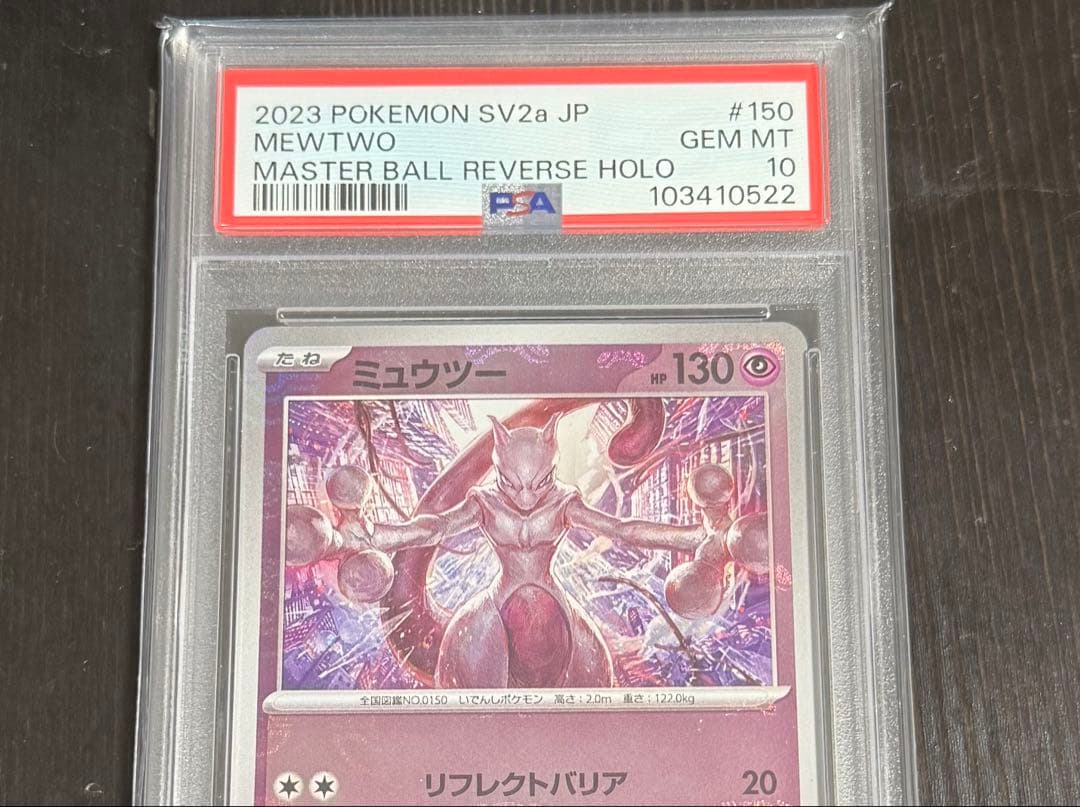 2023 POKEMON SV2a JP #150
MEWTWO GEM MT
MASTER BALL REVERSE HOLO 10
PSA 103410522
たね ミュウツー HP 130
全国図鑑NO.0150 いでんしポケモン 高さ:2.0m 重さ:122.0kg
リフレクトバリア 20